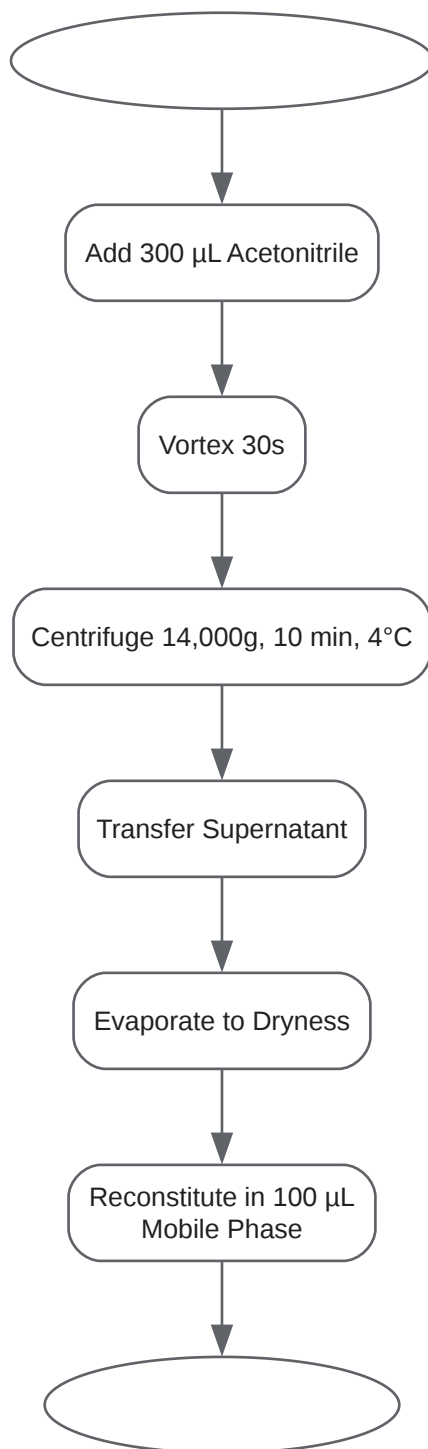 Add 300 µL Acetonitrile
Vortex 30s
Centrifuge 14,000g, 10 min, 4°C
Transfer Supernatant
Evaporate to Dryness
Reconstitute in 100 µL
Mobile Phase